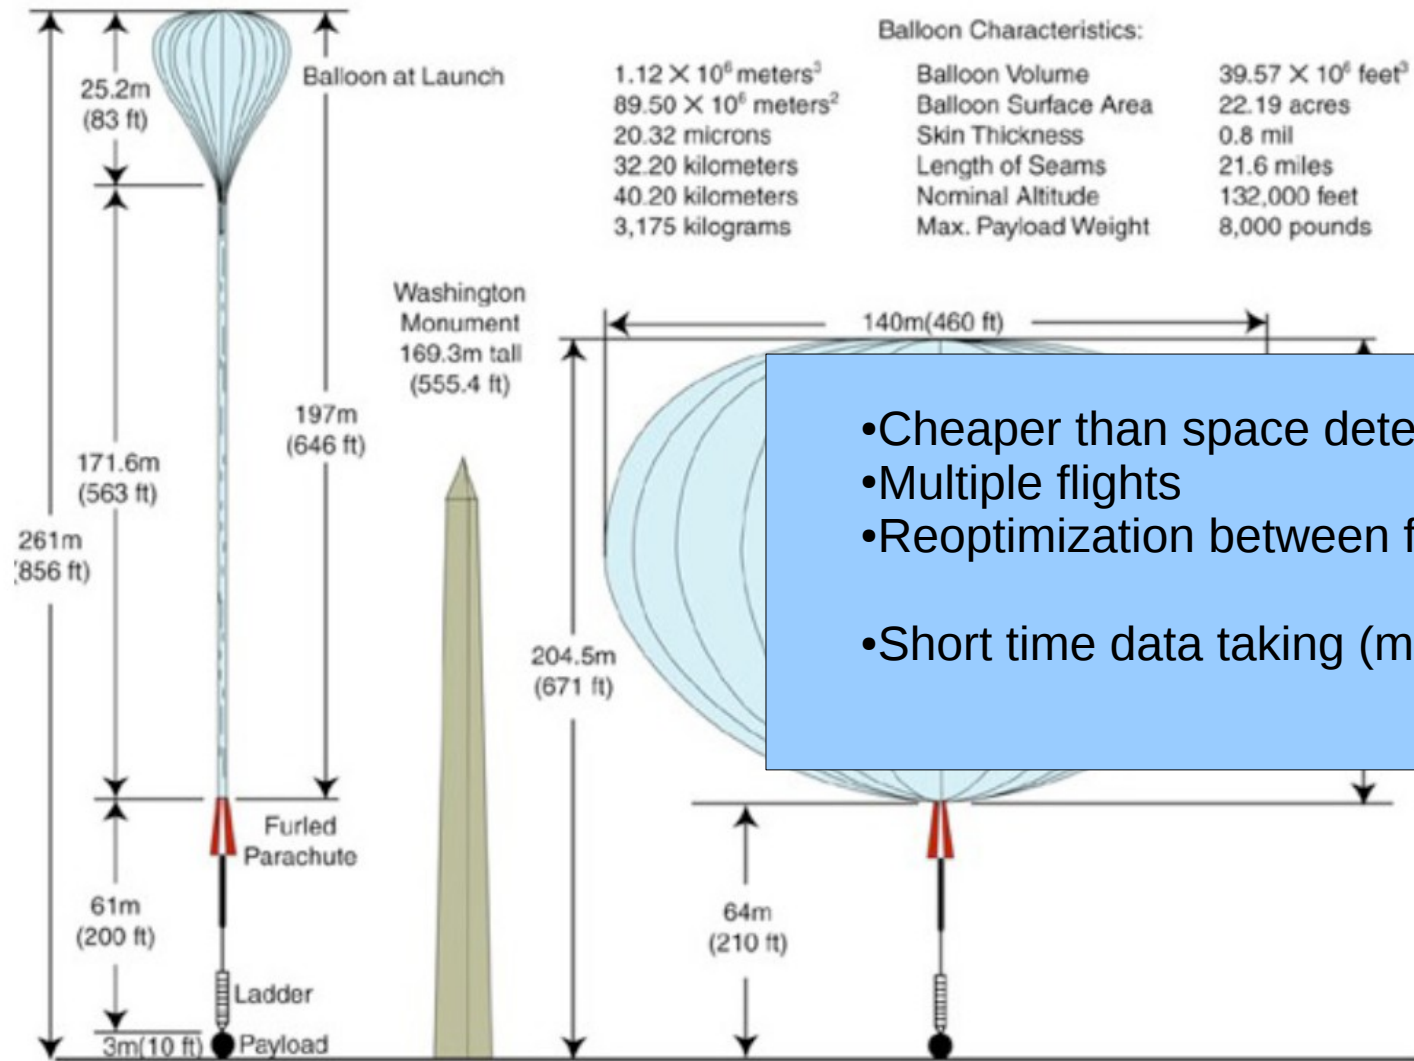 Balloon Characteristics:
1.12 × 10⁶ meters³ Balloon Volume 39.57 × 10⁶ feet³
89.50 × 10⁶ meters² Balloon Surface Area 22.19 acres
20.32 microns Skin Thickness 0.8 mil
32.20 kilometers Length of Seams 21.6 miles
40.20 kilometers Nominal Altitude 132,000 feet
3,175 kilograms Max. Payload Weight 8,000 pounds
Balloon at Launch
25.2m
(83 ft)
Washington
Monument
169.3m tall
(555.4 ft)
140m(460 ft)
197m
(646 ft)
171.6m
(563 ft)
261m
(856 ft)
•Cheaper than space
•Multiple flights
•Reoptimization between
•Short time data taking
204.5m
(671 ft)
Furled
Parachute
61m
(200 ft)
64m
(210 ft)
Ladder
3m(10 ft)
Payload